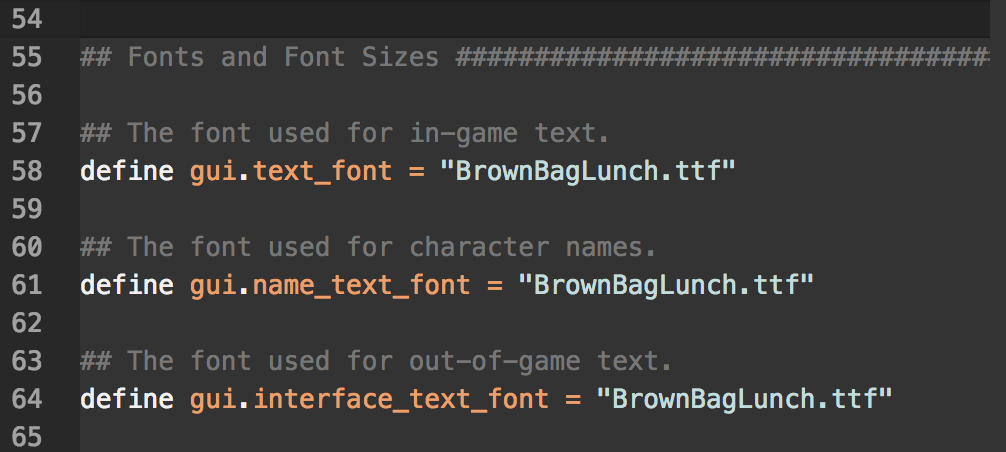 54
55 ## Fonts and Font Sizes ##################################
56
57 ## The font used for in-game text.
58 define gui.text_font = "BrownBagLunch.ttf"
59
60 ## The font used for character names.
61 define gui.name_text_font = "BrownBagLunch.ttf"
62
63 ## The font used for out-of-game text.
64 define gui.interface_text_font = "BrownBagLunch.ttf"
65